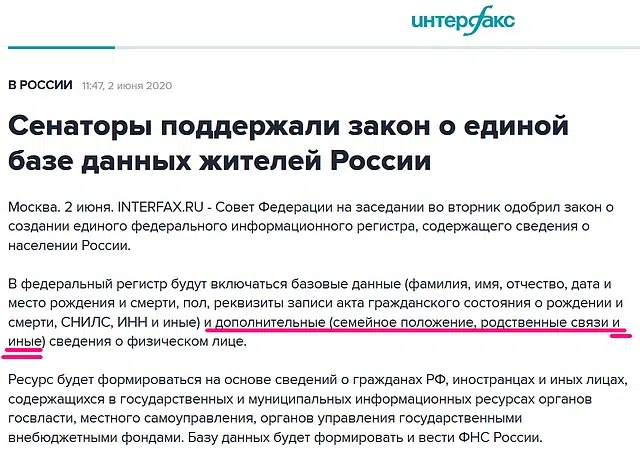 интерфакс
В РОССИИ 11:47, 2 июня 2020
Сенаторы поддержали закон о единой
базе данных жителей России
Москва. 2 июня. INTERFAX.RU - Совет Федерации на заседании во вторник одобрил закон о
создании единого федерального информационного регистра, содержащего сведения о
населении России.
В федеральный регистр будут включаться базовые данные (фамилия, имя, отчество, дата и
место рождения и смерти, пол, реквизиты записи акта гражданского состояния о рождении и
смерти, СНИЛС, ИНН и иные) и дополнительные (семейное положение, родственные связи и
иные) сведения о физическом лице.
Ресурс будет формироваться на основе сведений о гражданах РФ, иностранцах и иных лицах,
содержащихся в государственных и муниципальных информационных ресурсах органов
госвласти, местного самоуправления, органов управления государственными
внебюджетными фондами. Базу данных будет формировать и вести ФНС России.